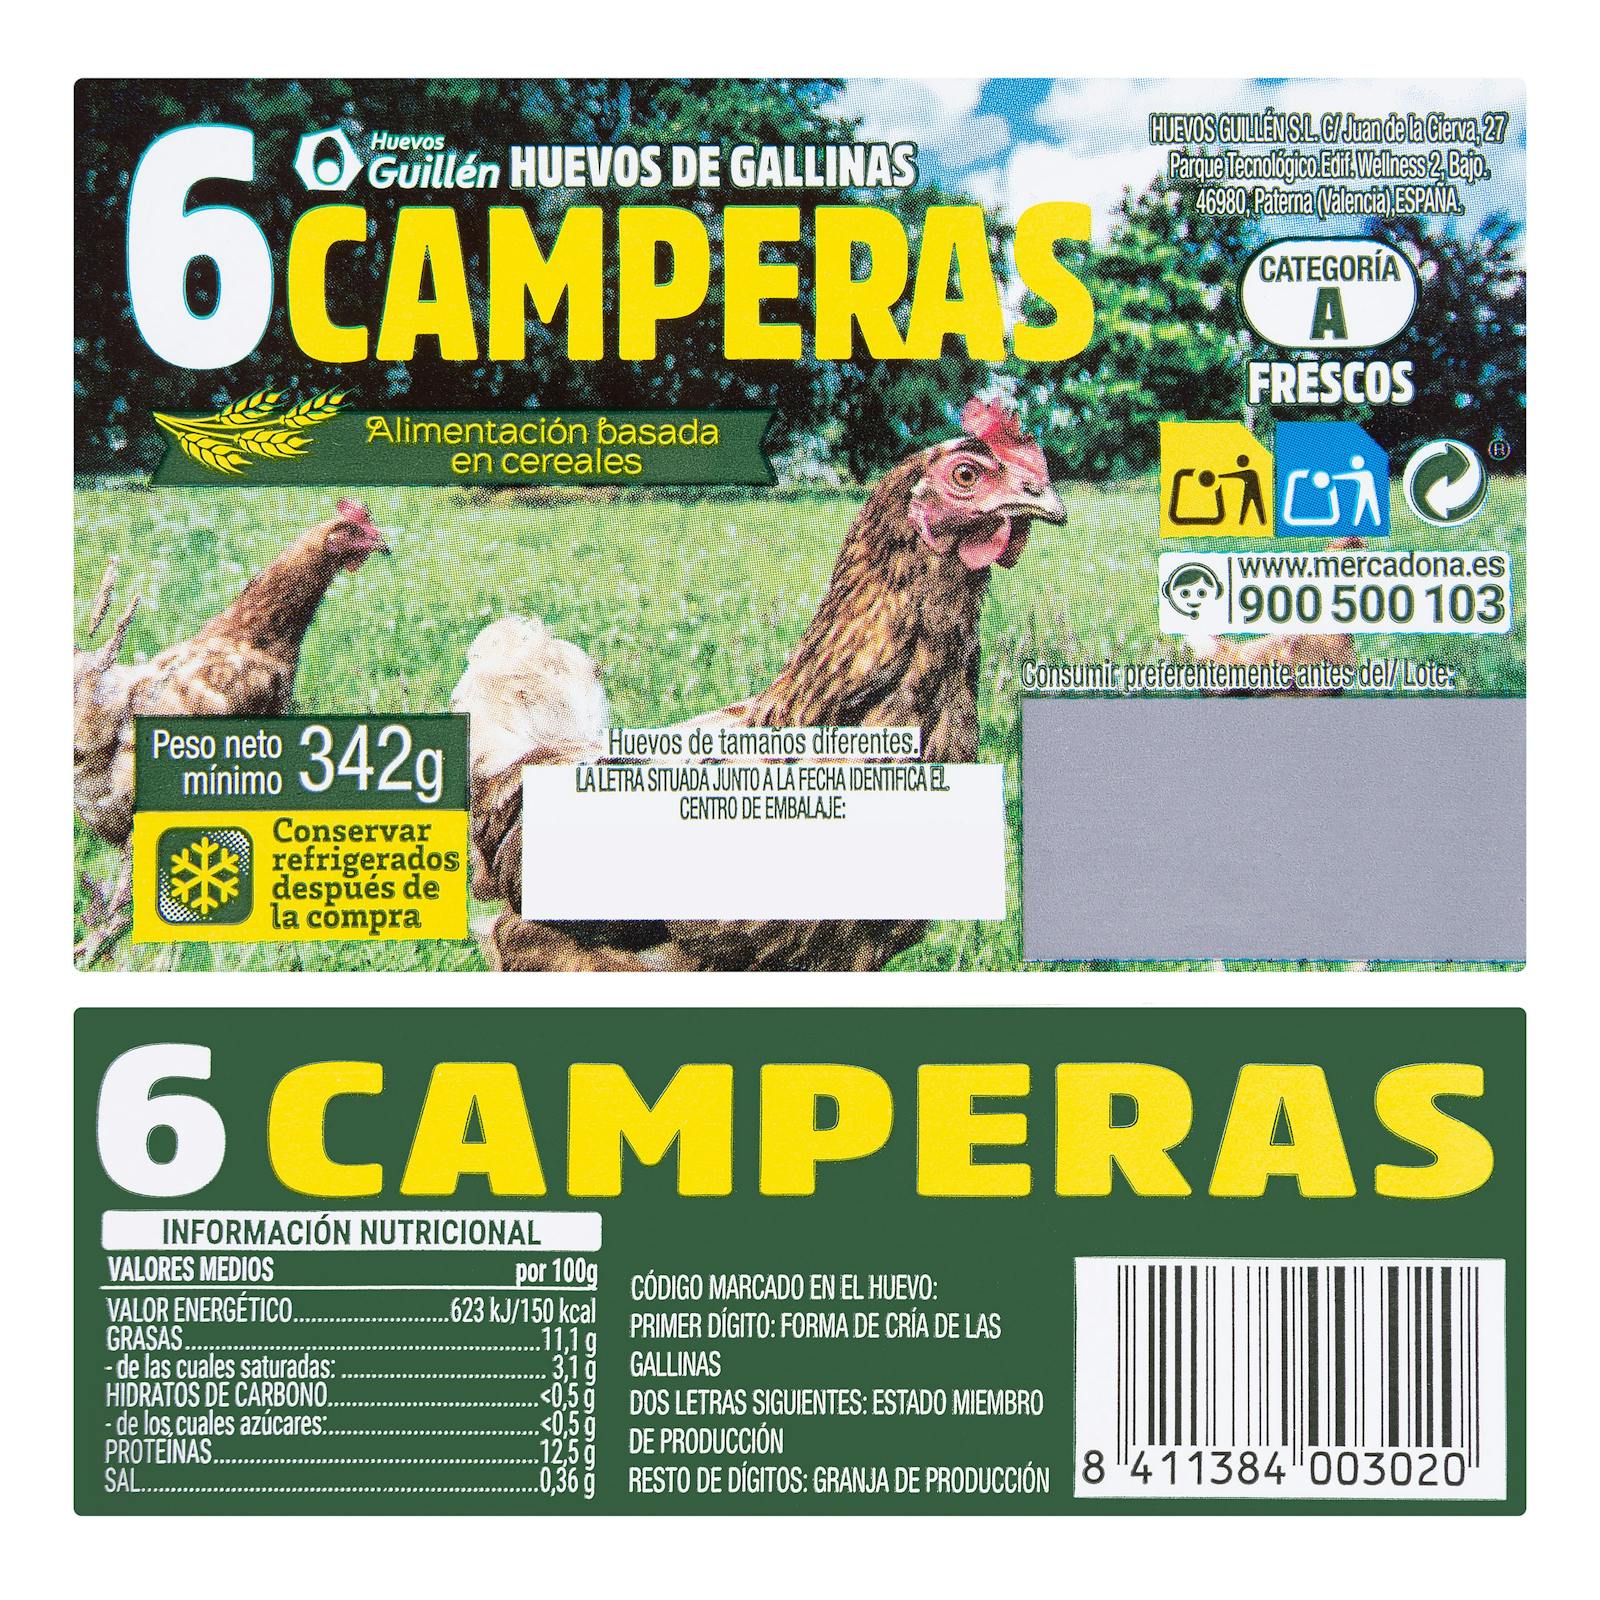 6
Huevos
Guillén
HUEVOS DE GALLINAS
CAMPERAS
HUEVOS GUILLÉN S.L. C/ Juan de la Cierva, 27
Parque Tecnológico.Edif. Wellness 2, Bajo.
46980, Paterna (Valencia),ESPAÑA.
CATEGORÍA
A
FRESCOS
Alimentación basada
en cereales
®
www.mercadona.es
900 500 103
Consumir preferentemente antes del/ Lote:
Peso neto
mínimo
342g
Conservar
refrigerados
después de
la compra
Huevos de tamaños diferentes.
LA LETRA SITUADA JUNTO A LA FECHA IDENTIFICA EL
CENTRO DE EMBALAJE:
6 CAMPERAS
INFORMACIÓN NUTRICIONAL
VALORES MEDIOS por 100g
VALOR ENERGÉTICO........................623 kJ/150 kcal
GRASAS......................................................11,1 g
- de las cuales saturadas: ............................... 3,1 g
HIDRATOS DE CARBONO................................<0,5 g
- de los cuales azúcares:................................<0,5 g
PROTEÍNAS.................................................12,5 g
SAL............................................................0,36 g
CÓDIGO MARCADO EN EL HUEVO:
PRIMER DÍGITO: FORMA DE CRÍA DE LAS
GALLINAS
DOS LETRAS SIGUIENTES: ESTADO MIEMBRO
DE PRODUCCIÓN
RESTO DE DÍGITOS: GRANJA DE PRODUCCIÓN
8 411384 003020